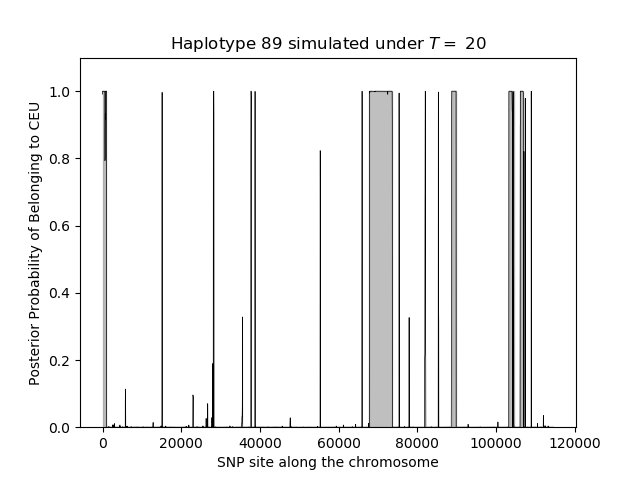 Haplotype 89 simulated under T = 20
Posterior Probability of Belonging to CEU
1.0
0.8
0.6
0.4
0.2
0.0
0 20000 40000 60000 80000 100000 120000
SNP site along the chromosome